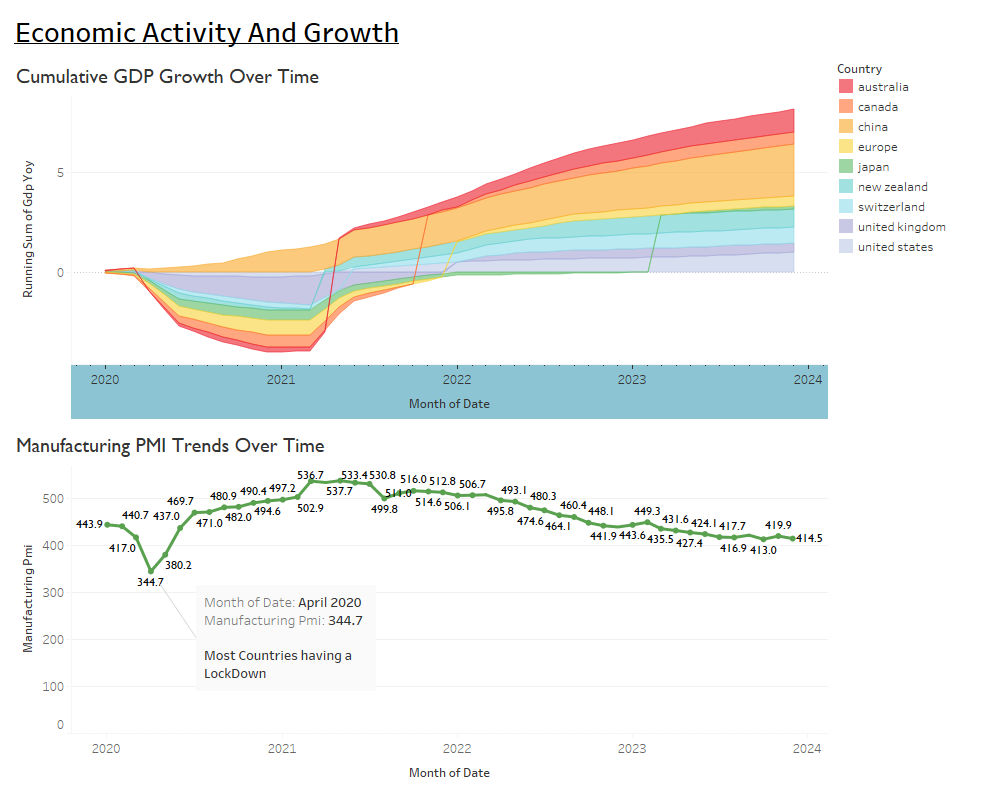 Economic Activity And Growth
Cumulative GDP Growth Over Time
Country
australia
canada
china
europe
japan
new zealand
switzerland
united kingdom
united states
Running Sum of Gdp Yoy
5
0
2020 2021 2022 2023 2024
Month of Date
Manufacturing PMI Trends Over Time
Manufacturing Pmi
500
400
300
200
100
0
443.9 440.7 417.0 344.7 380.2 437.0 469.7 471.0 480.9 482.0 490.4 494.6 497.2 502.9 536.7 537.7 533.4 530.8 499.8 511.0 516.0 514.6 512.8 506.1 506.7 495.8 493.1 474.6 480.3 464.1 460.4 448.1 441.9 443.6 449.3 435.5 431.6 427.4 424.1 417.7 416.9 413.0 419.9 414.5
Month of Date: April 2020
Manufacturing Pmi: 344.7
Most Countries having a
LockDown
2020 2021 2022 2023 2024
Month of Date